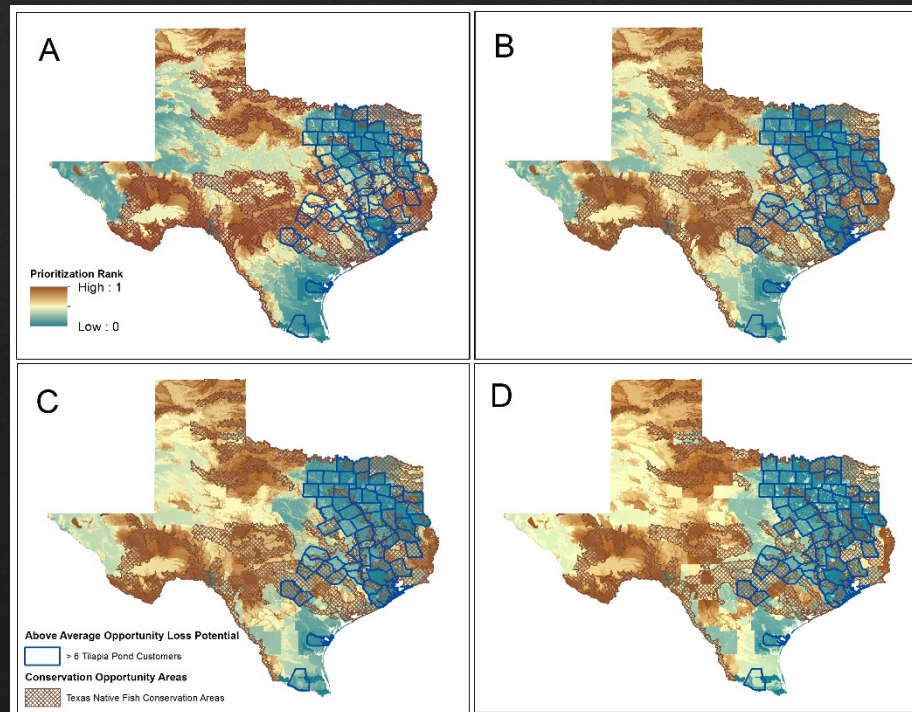 A
B
Prioritization Rank
High : 1
Low : 0
C
D
Above Average Opportunity Loss Potential
> 6 Tilapia Pond Customers
Conservation Opportunity Areas
Texas Native Fish Conservation Areas